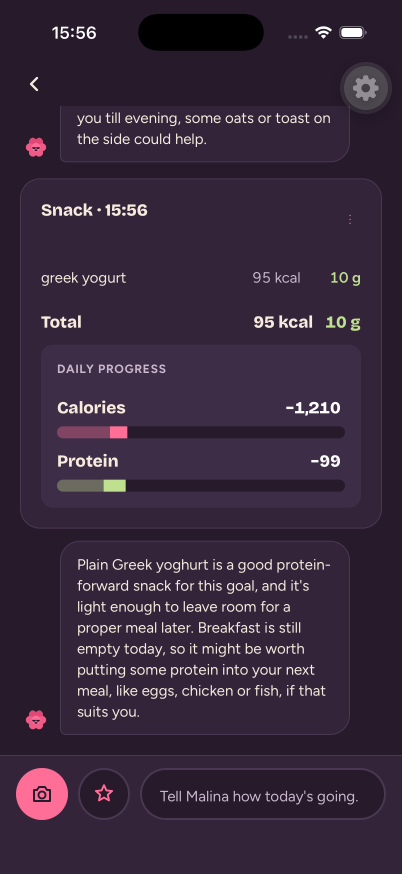 15:56
you till evening, some oats or toast on
the side could help.
Snack · 15:56
greek yogurt 95 kcal 10 g
Total 95 kcal 10 g
DAILY PROGRESS
Calories −1,210
Protein −99
Plain Greek yoghurt is a good protein-
forward snack for this goal, and it's
light enough to leave room for a
proper meal later. Breakfast is still
empty today, so it might be worth
putting some protein into your next
meal, like eggs, chicken or fish, if that
suits you.
Tell Malina how today's going.